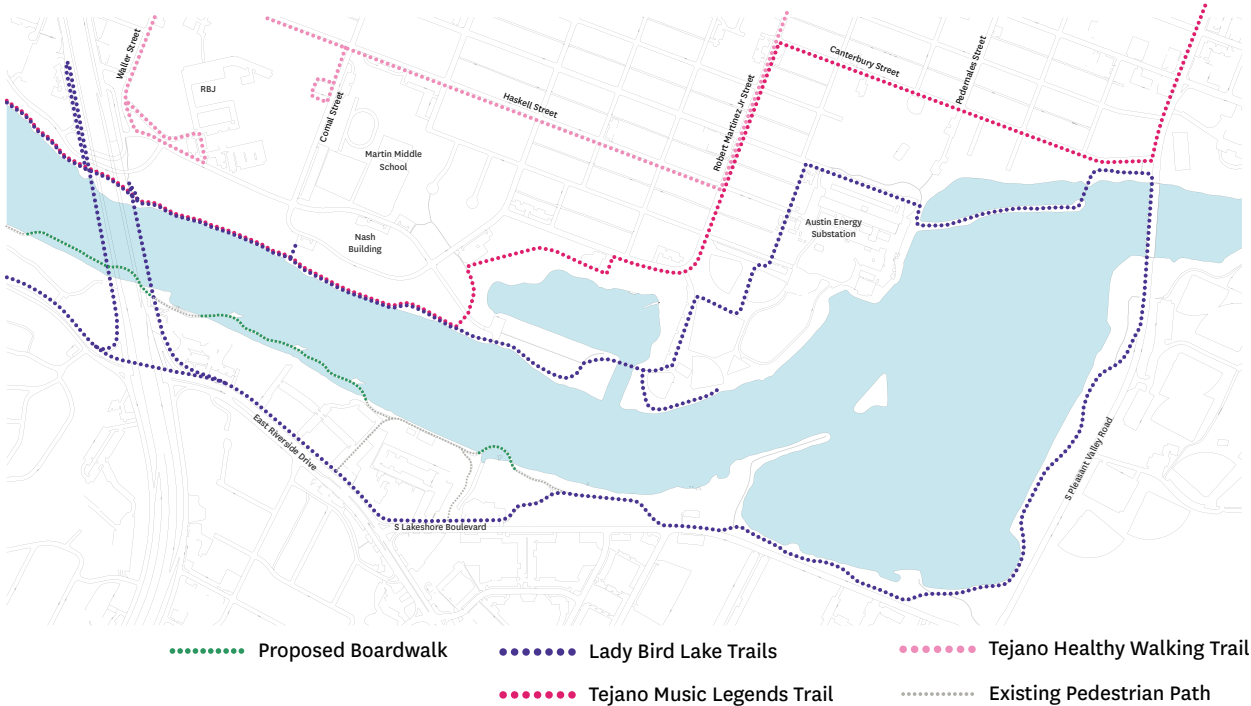 Waller Street
RBJ
Comal Street
Haskell Street
Martin Middle
School
Nash
Building
Robert Martinez Jr Street
Canterbury Street
Pedernales Street
Austin Energy
Substation
East Riverside Drive
S Lakeshore Boulevard
S Pleasant Valley Road
Proposed Boardwalk
Lady Bird Lake Trails
Tejano Healthy Walking Trail
Tejano Music Legends Trail
Existing Pedestrian Path